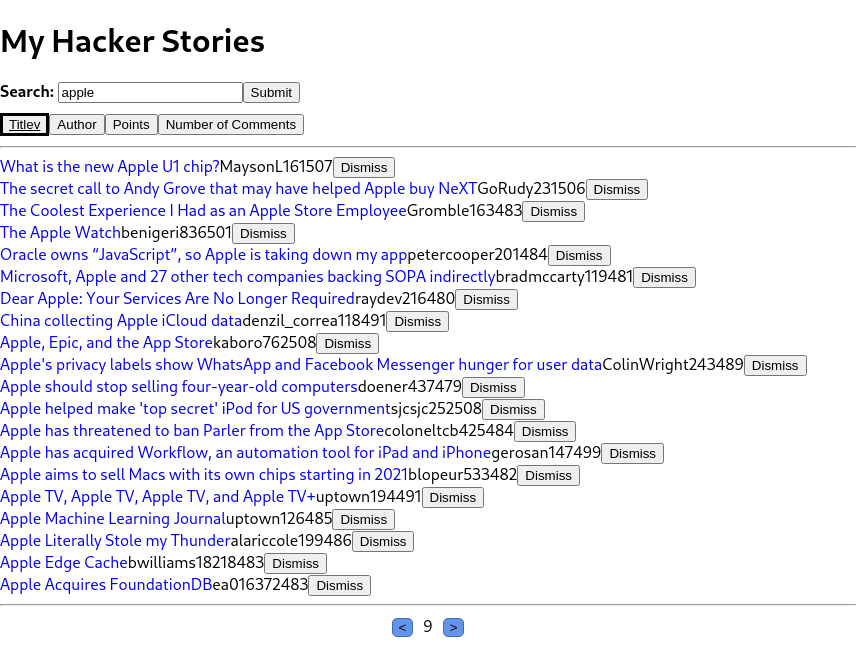 My Hacker Stories
Search: apple Submit
Titlev Author Points Number of Comments
What is the new Apple U1 chip?MaysonL161507 Dismiss
The secret call to Andy Grove that may have helped Apple buy NeXTGoRudy231506 Dismiss
The Coolest Experience I Had as an Apple Store EmployeeGromble163483 Dismiss
The Apple Watchbenigeri836501 Dismiss
Oracle owns “JavaScript”, so Apple is taking down my apppetercooper201484 Dismiss
Microsoft, Apple and 27 other tech companies backing SOPA indirectlybradmccarty119481 Dismiss
Dear Apple: Your Services Are No Longer Requiredraydev216480 Dismiss
China collecting Apple iCloud datadenzil_correa118491 Dismiss
Apple, Epic, and the App Storekaboro762508 Dismiss
Apple's privacy labels show WhatsApp and Facebook Messenger hunger for user dataColinWright243489 Dismiss
Apple should stop selling four-year-old computersdoener437479 Dismiss
Apple helped make 'top secret' iPod for US governmentsjcsjc252508 Dismiss
Apple has threatened to ban Parler from the App Storecoloneltcb425484 Dismiss
Apple has acquired Workflow, an automation tool for iPad and iPhonegerosan147499 Dismiss
Apple aims to sell Macs with its own chips starting in 2021blopeur533482 Dismiss
Apple TV, Apple TV, Apple TV, and Apple TV+uptown194491 Dismiss
Apple Machine Learning Journaluptown126485 Dismiss
Apple Literally Stole my Thunderalariccole199486 Dismiss
Apple Edge Cachebwilliams18218483 Dismiss
Apple Acquires FoundationDBea016372483 Dismiss
< 9 >